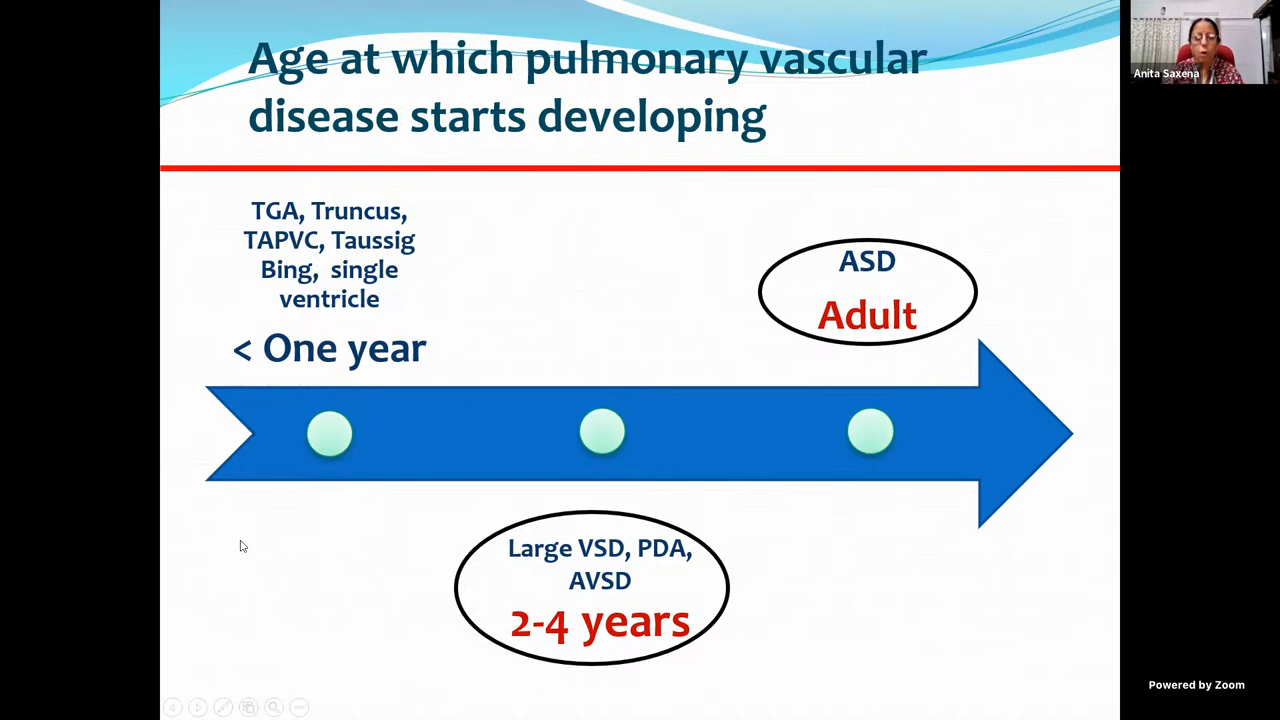 Age at which pulmonary vascular
disease starts developing
TGA, Truncus,
TAPVC, Taussig
Bing, single
ventricle
< One year
ASD
Adult
Large VSD, PDA,
AVSD
2-4 years
Anita Saxena
Powered by Zoom